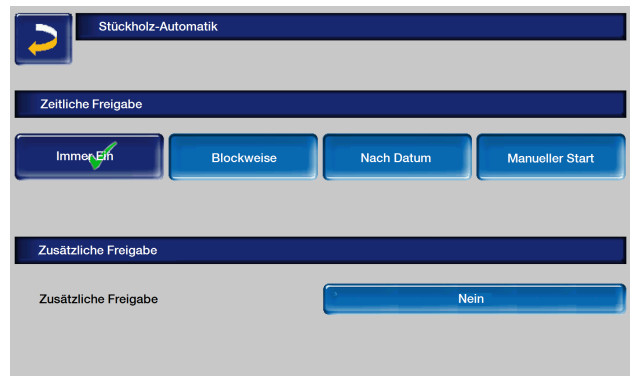 Stückholz-Automatik
Zeitliche Freigabe
Immer Ein
Blockweise
Nach Datum
Manueller Start
Zusätzliche Freigabe
Zusätzliche Freigabe
Nein